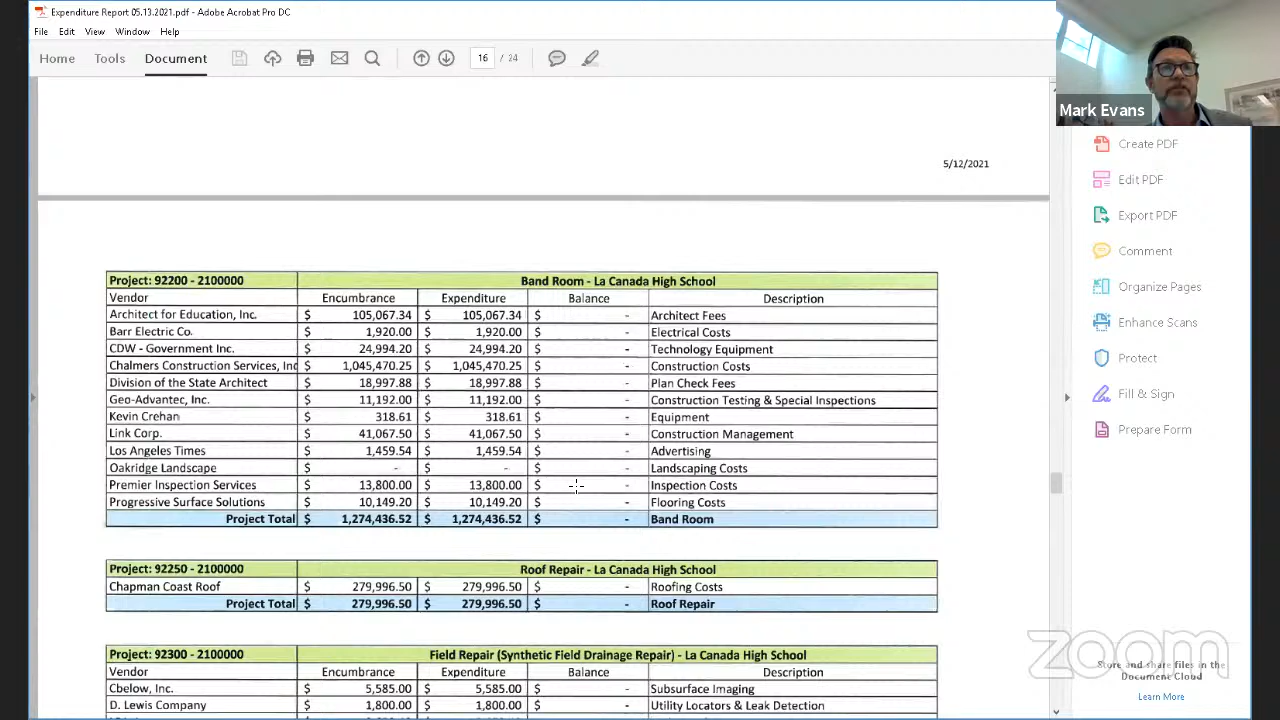 Expenditure Report 05.13.2021.pdf - Adobe Acrobat Pro DC
File Edit View Window Help
Home Tools Document 16 / 24
Mark Evans
5/12/2021
Project: 92200 - 2100000 Band Room - La Canada High School
Vendor Encumbrance Expenditure Balance Description
Architect for Education, Inc. $ 105,067.34 $ 105,067.34 $ - Architect Fees
Barr Electric Co. $ 1,920.00 $ 1,920.00 $ - Electrical Costs
CDW - Government Inc. $ 24,994.20 $ 24,994.20 $ - Technology Equipment
Chalmers Construction Services, Inc $ 1,045,470.25 $ 1,045,470.25 $ - Construction Costs
Division of the State Architect $ 18,997.88 $ 18,997.88 $ - Plan Check Fees
Geo-Advantec, Inc. $ 11,192.00 $ 11,192.00 $ - Construction Testing & Special Inspections
Kevin Crehan $ 318.61 $ 318.61 $ - Equipment
Link Corp. $ 41,067.50 $ 41,067.50 $ - Construction Management
Los Angeles Times $ 1,459.54 $ 1,459.54 $ - Advertising
Oakridge Landscape $ - $ - $ - Landscaping Costs
Premier Inspection Services $ 13,800.00 $ 13,800.00 $ - Inspection Costs
Progressive Surface Solutions $ 10,149.20 $ 10,149.20 $ - Flooring Costs
Project Total $ 1,274,436.52 $ 1,274,436.52 $ - Band Room
Project: 92250 - 2100000 Roof Repair - La Canada High School
Chapman Coast Roof $ 279,996.50 $ 279,996.50 $ - Roofing Costs
Project Total $ 279,996.50 $ 279,996.50 $ - Roof Repair
Project: 92300 - 2100000 Field Repair (Synthetic Field Drainage Repair) - La Canada High School
Vendor Encumbrance Expenditure Balance Description
Cbelow, Inc. $ 5,585.00 $ 5,585.00 $ - Subsurface Imaging
D. Lewis Company $ 1,800.00 $ 1,800.00 $ - Utility Locators & Leak Detection
Create PDF
Edit PDF
Export PDF
Comment
Organize Pages
Enhance Scans
Protect
Fill & Sign
Prepare Form
zoom
Store and share files in the
Document Cloud
Learn More